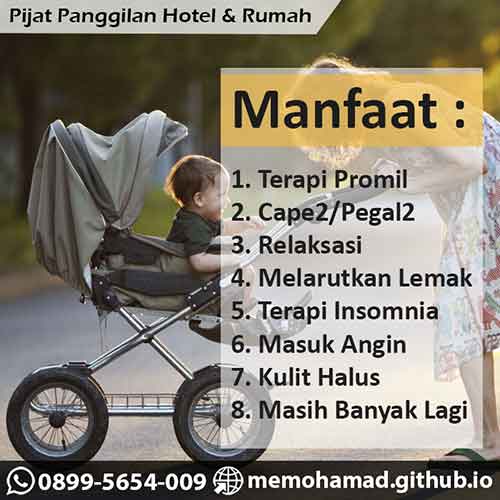 Pijat Panggilan Hotel & Rumah
Manfaat :
1. Terapi Promil
2. Cape2/Pegal2
3. Relaksasi
4. Melarutkan Lemak
5. Terapi Insomnia
6. Masuk Angin
7. Kulit Halus
8. Masih Banyak Lagi
0899-5654-009 memohamad.github.io